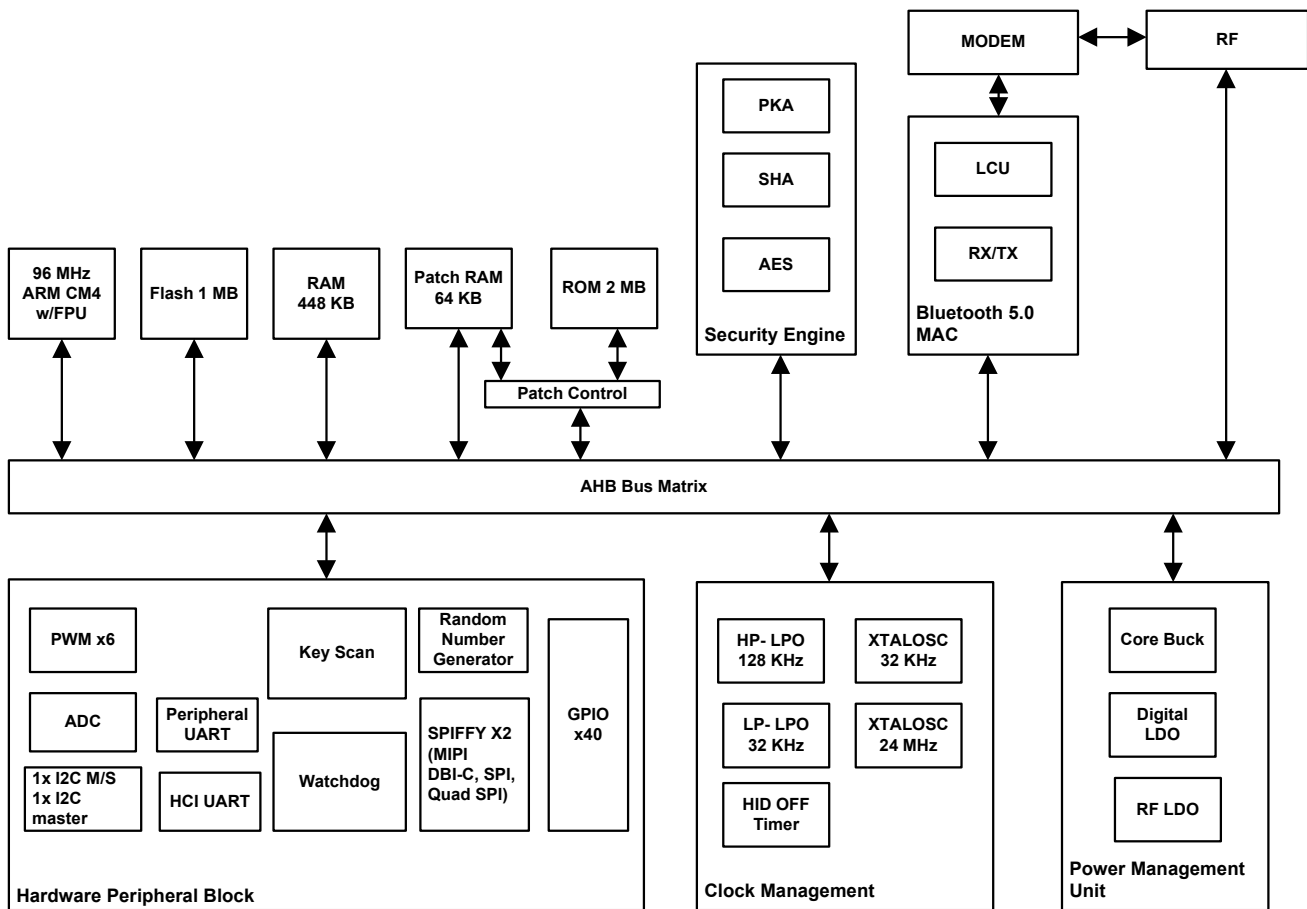 MODEM
RF
PKA
SHA
AES
Security Engine
LCU
RX/TX
Bluetooth 5.0
MAC
96 MHz
ARM CM4
w/FPU
Flash 1 MB
RAM
448 KB
Patch RAM
64 KB
ROM 2 MB
Patch Control
AHB Bus Matrix
PWM x6
ADC
1x I2C M/S
1x I2C
master
Peripheral
UART
HCI UART
Key Scan
Watchdog
Random
Number
Generator
SPIFFY X2
(MIPI
DBI-C, SPI,
Quad SPI)
GPIO
x40
Hardware Peripheral Block
HP- LPO
128 KHz
XTALOSC
32 KHz
LP- LPO
32 KHz
XTALOSC
24 MHz
HID OFF
Timer
Clock Management
Core Buck
Digital
LDO
RF LDO
Power Management
Unit